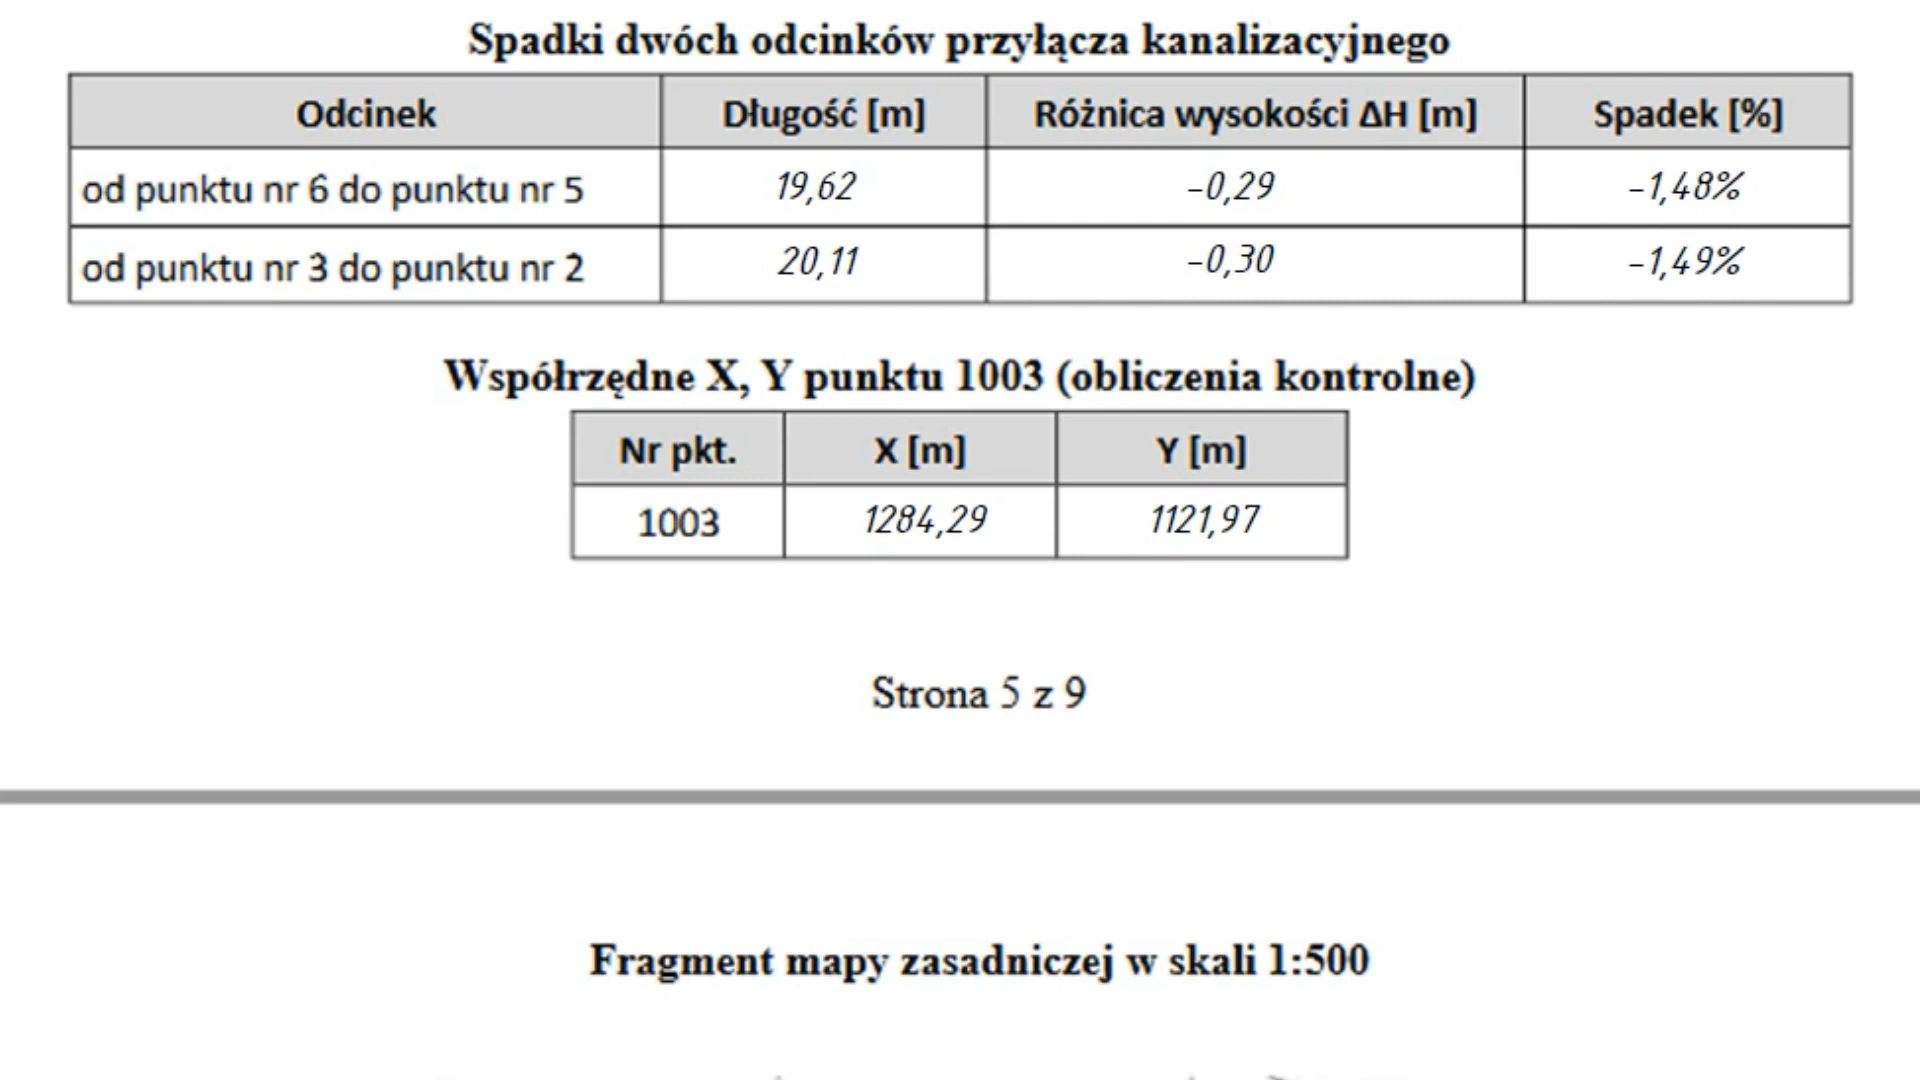 Spadki dwóch odcinków przyłącza kanalizacyjnego
Odcinek Długość [m] Różnica wysokości ΔH [m] Spadek [%]
od punktu nr 6 do punktu nr 5 19,62 -0,29 -1,48%
od punktu nr 3 do punktu nr 2 20,11 -0,30 -1,49%
Współrzędne X, Y punktu 1003 (obliczenia kontrolne)
Nr pkt. X [m] Y [m]
1003 1284,29 1121,97
Strona 5 z 9
Fragment mapy zasadniczej w skali 1:500